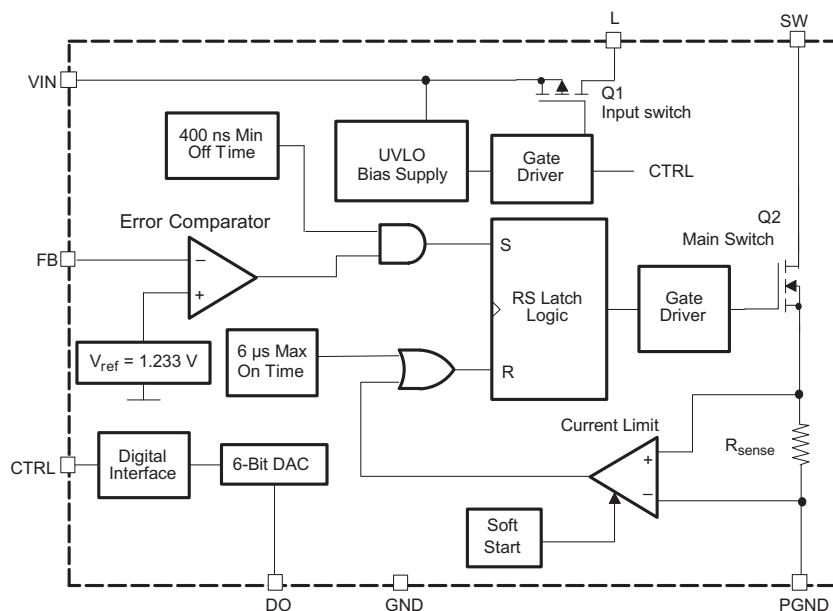 L
SW
VIN
Q1
Input switch
400 ns Min
Off Time
UVLO
Bias Supply
Gate
Driver
CTRL
Error Comparator
Q2
Main Switch
FB
−
+
S
RS Latch
Logic
Gate
Driver
Vref = 1.233 V
6 µs Max
On Time
R
Current Limit
+
−
Rsense
CTRL
Digital
Interface
6-Bit DAC
Soft
Start
DO
GND
PGND